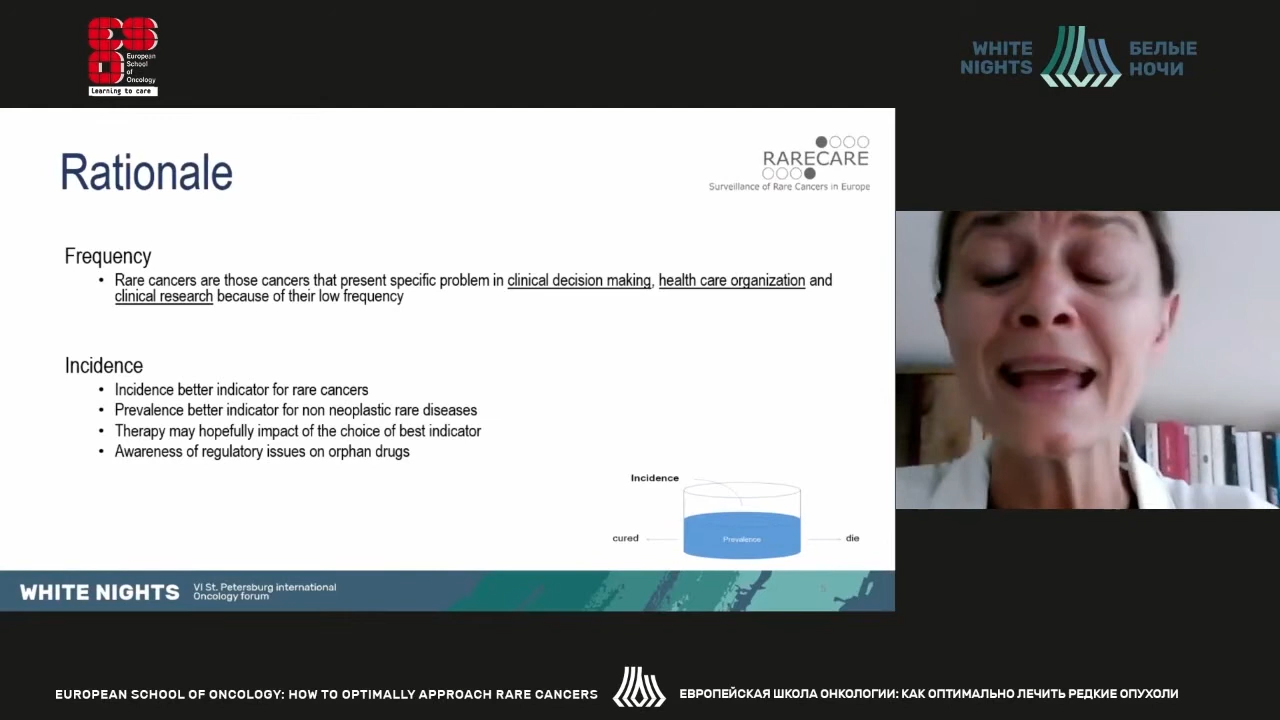 ESO
European
School
of
Oncology
Learning to care
WHITE
NIGHTS
БЕЛЫЕ
НОЧИ
Rationale
RARECARE
Surveillance of Rare Cancers in Europe
Frequency
• Rare cancers are those cancers that present specific problem in clinical decision making, health care organization and
clinical research because of their low frequency
Incidence
• Incidence better indicator for rare cancers
• Prevalence better indicator for non neoplastic rare diseases
• Therapy may hopefully impact of the choice of best indicator
• Awareness of regulatory issues on orphan drugs
Incidence
cured
Prevalence
die
WHITE NIGHTS
VI St. Petersburg international
Oncology forum
5
EUROPEAN SCHOOL OF ONCOLOGY: HOW TO OPTIMALLY APPROACH RARE CANCERS
ЕВРОПЕЙСКАЯ ШКОЛА ОНКОЛОГИИ: КАК ОПТИМАЛЬНО ЛЕЧИТЬ РЕДКИЕ ОПУХОЛИ